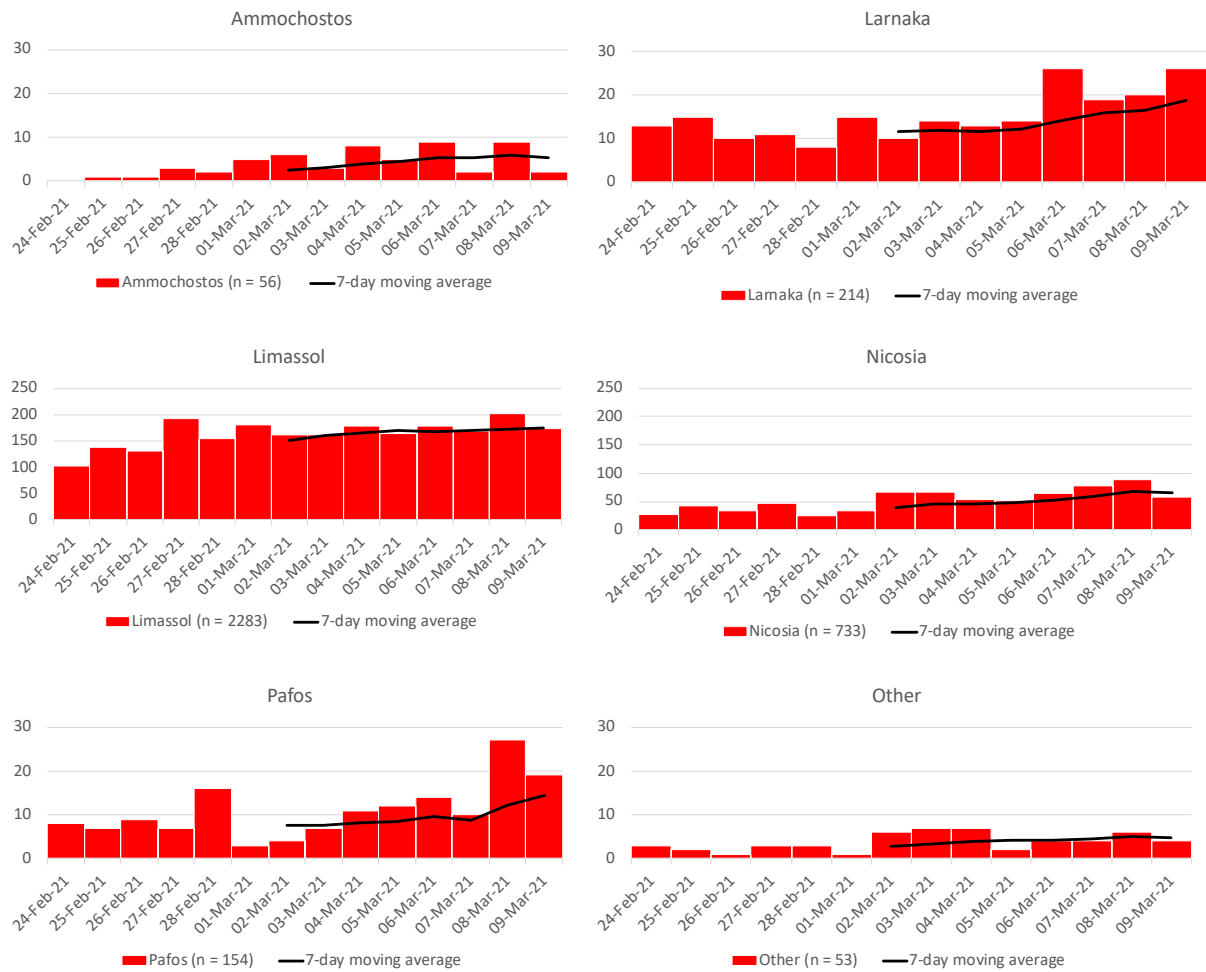 Ammochostos
30
20
10
0
24-Feb-21
25-Feb-21
26-Feb-21
27-Feb-21
28-Feb-21
01-Mar-21
02-Mar-21
03-Mar-21
04-Mar-21
05-Mar-21
06-Mar-21
07-Mar-21
08-Mar-21
09-Mar-21
Ammochostos (n = 56) 7-day moving average
Larnaka
30
20
10
0
24-Feb-21
25-Feb-21
26-Feb-21
27-Feb-21
28-Feb-21
01-Mar-21
02-Mar-21
03-Mar-21
04-Mar-21
05-Mar-21
06-Mar-21
07-Mar-21
08-Mar-21
09-Mar-21
Larnaka (n = 214) 7-day moving average
Limassol
250
200
150
100
50
0
24-Feb-21
25-Feb-21
26-Feb-21
27-Feb-21
28-Feb-21
01-Mar-21
02-Mar-21
03-Mar-21
04-Mar-21
05-Mar-21
06-Mar-21
07-Mar-21
08-Mar-21
09-Mar-21
Limassol (n = 2283) 7-day moving average
Nicosia
250
200
150
100
50
0
24-Feb-21
25-Feb-21
26-Feb-21
27-Feb-21
28-Feb-21
01-Mar-21
02-Mar-21
03-Mar-21
04-Mar-21
05-Mar-21
06-Mar-21
07-Mar-21
08-Mar-21
09-Mar-21
Nicosia (n = 733) 7-day moving average
Pafos
30
20
10
0
24-Feb-21
25-Feb-21
26-Feb-21
27-Feb-21
28-Feb-21
01-Mar-21
02-Mar-21
03-Mar-21
04-Mar-21
05-Mar-21
06-Mar-21
07-Mar-21
08-Mar-21
09-Mar-21
Pafos (n = 154) 7-day moving average
Other
30
20
10
0
24-Feb-21
25-Feb-21
26-Feb-21
27-Feb-21
28-Feb-21
01-Mar-21
02-Mar-21
03-Mar-21
04-Mar-21
05-Mar-21
06-Mar-21
07-Mar-21
08-Mar-21
09-Mar-21
Other (n = 53) 7-day moving average